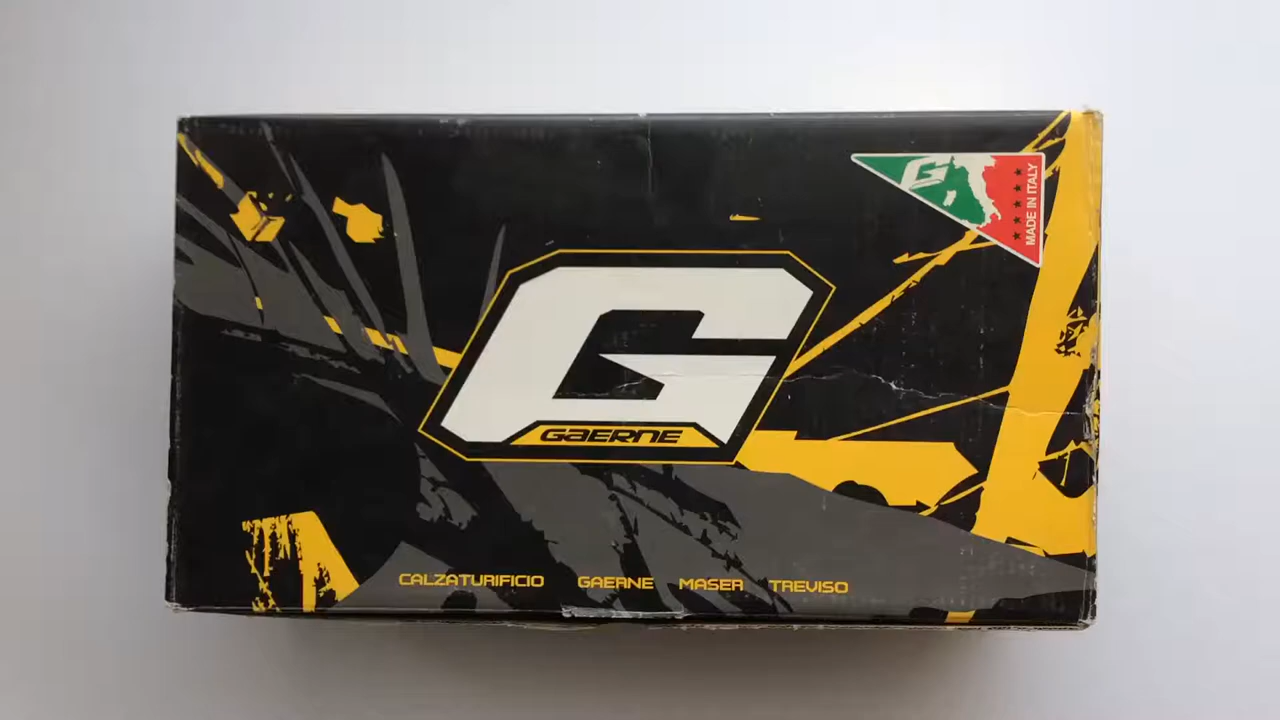 G
MADE IN ITALY
G
GAERNE
CALZATURIFICIO GAERNE MASER TREVISO